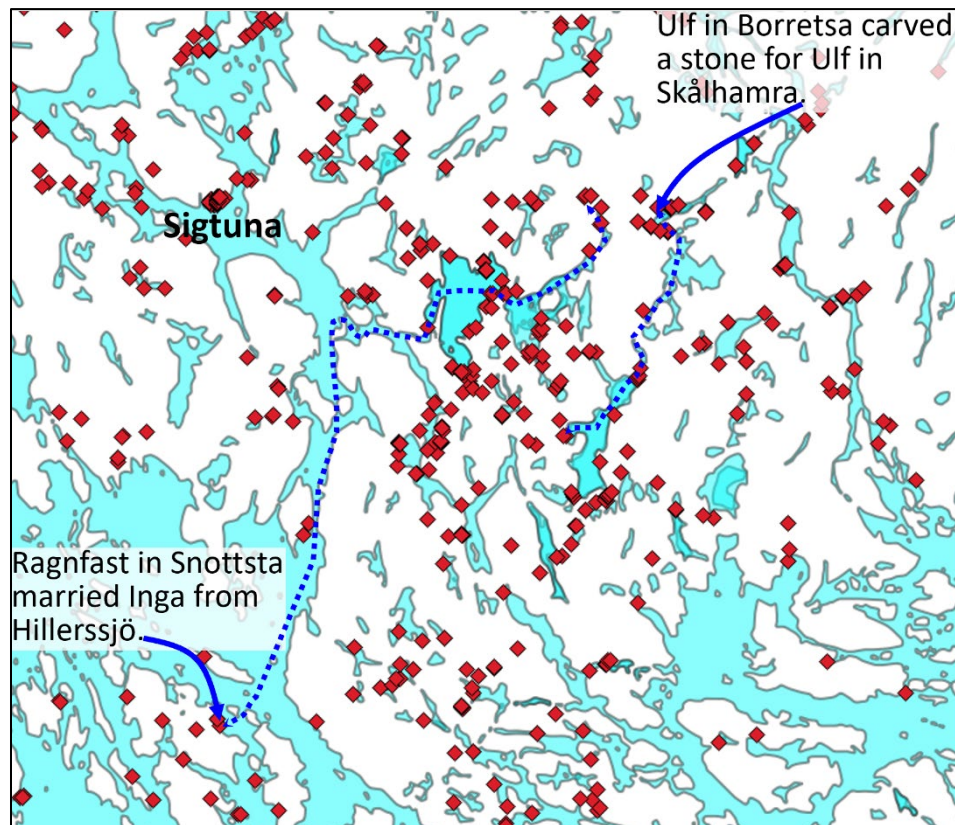 Ulf in Borretsa carved
a stone for Ulf in
Skålhamra.
Sigtuna
Ragnfast in Snottsta
married Inga from
Hillerssjö.